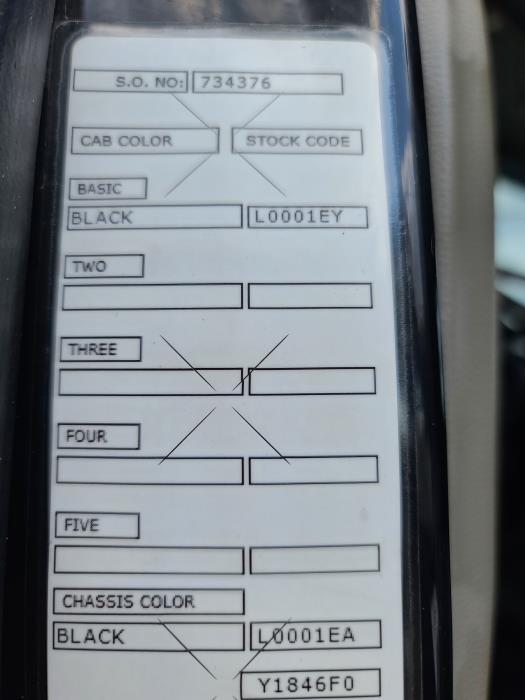 S.O. NO: 734376
CAB COLOR STOCK CODE
BASIC
BLACK L0001EY
TWO
THREE
FOUR
FIVE
CHASSIS COLOR
BLACK L0001EA
Y1846F0